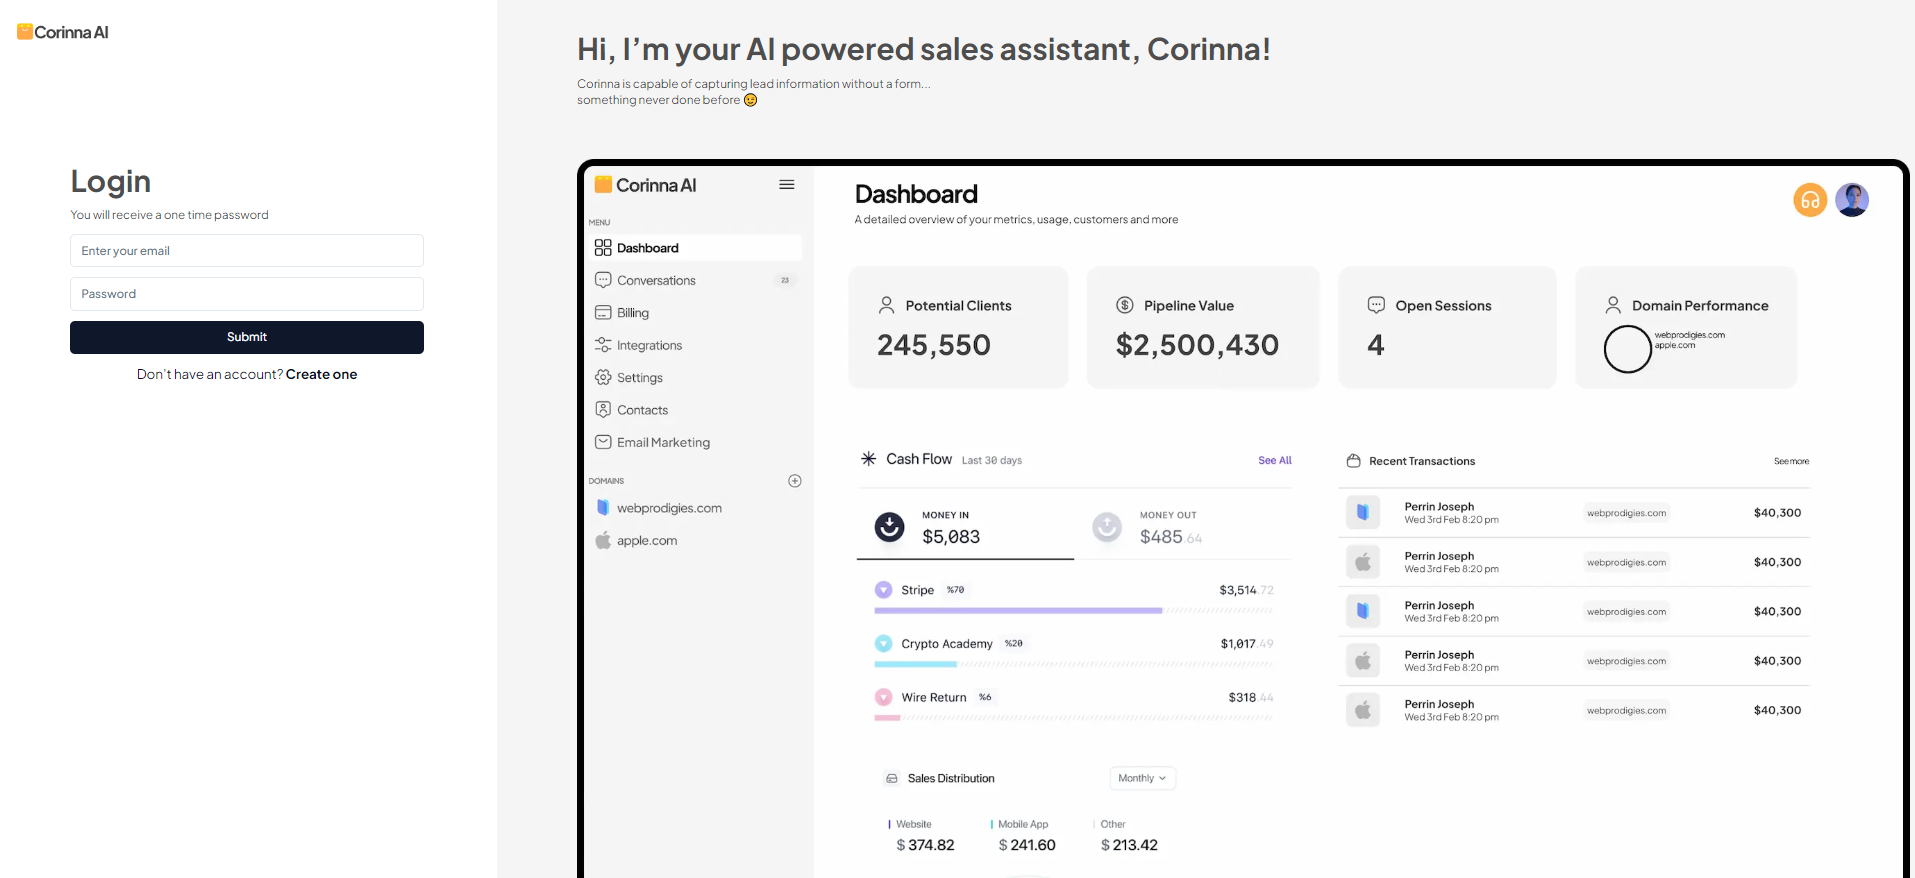 Corinna AI
Login
You will receive a one time password
Enter your email
Password
Submit
Don't have an account? Create one
Hi, I'm your AI powered sales assistant, Corinna!
Corinna is capable of capturing lead information without a form...
something never done before 😉
Corinna AI
MENU
Dashboard
Conversations 23
Billing
Integrations
Settings
Contacts
Email Marketing
DOMAINS
webprodigies.com
apple.com
Dashboard
A detailed overview of your metrics, usage, customers and more
Potential Clients
245,550
Pipeline Value
$2,500,430
Open Sessions
4
Domain Performance
webprodigies.com
apple.com
Cash Flow Last 30 days See All
MONEY IN
$5,083
MONEY OUT
$485.64
Stripe %70 $3,514.72
Crypto Academy %20 $1,017.49
Wire Return %6 $318.44
Recent Transactions See more
Perrin Joseph
Wed 3rd Feb 8:20 pm
webprodigies.com
$40,300
Perrin Joseph
Wed 3rd Feb 8:20 pm
webprodigies.com
$40,300
Perrin Joseph
Wed 3rd Feb 8:20 pm
webprodigies.com
$40,300
Perrin Joseph
Wed 3rd Feb 8:20 pm
webprodigies.com
$40,300
Perrin Joseph
Wed 3rd Feb 8:20 pm
webprodigies.com
$40,300
Sales Distribution Monthly
Website
$ 374.82
Mobile App
$ 241.60
Other
$ 213.42